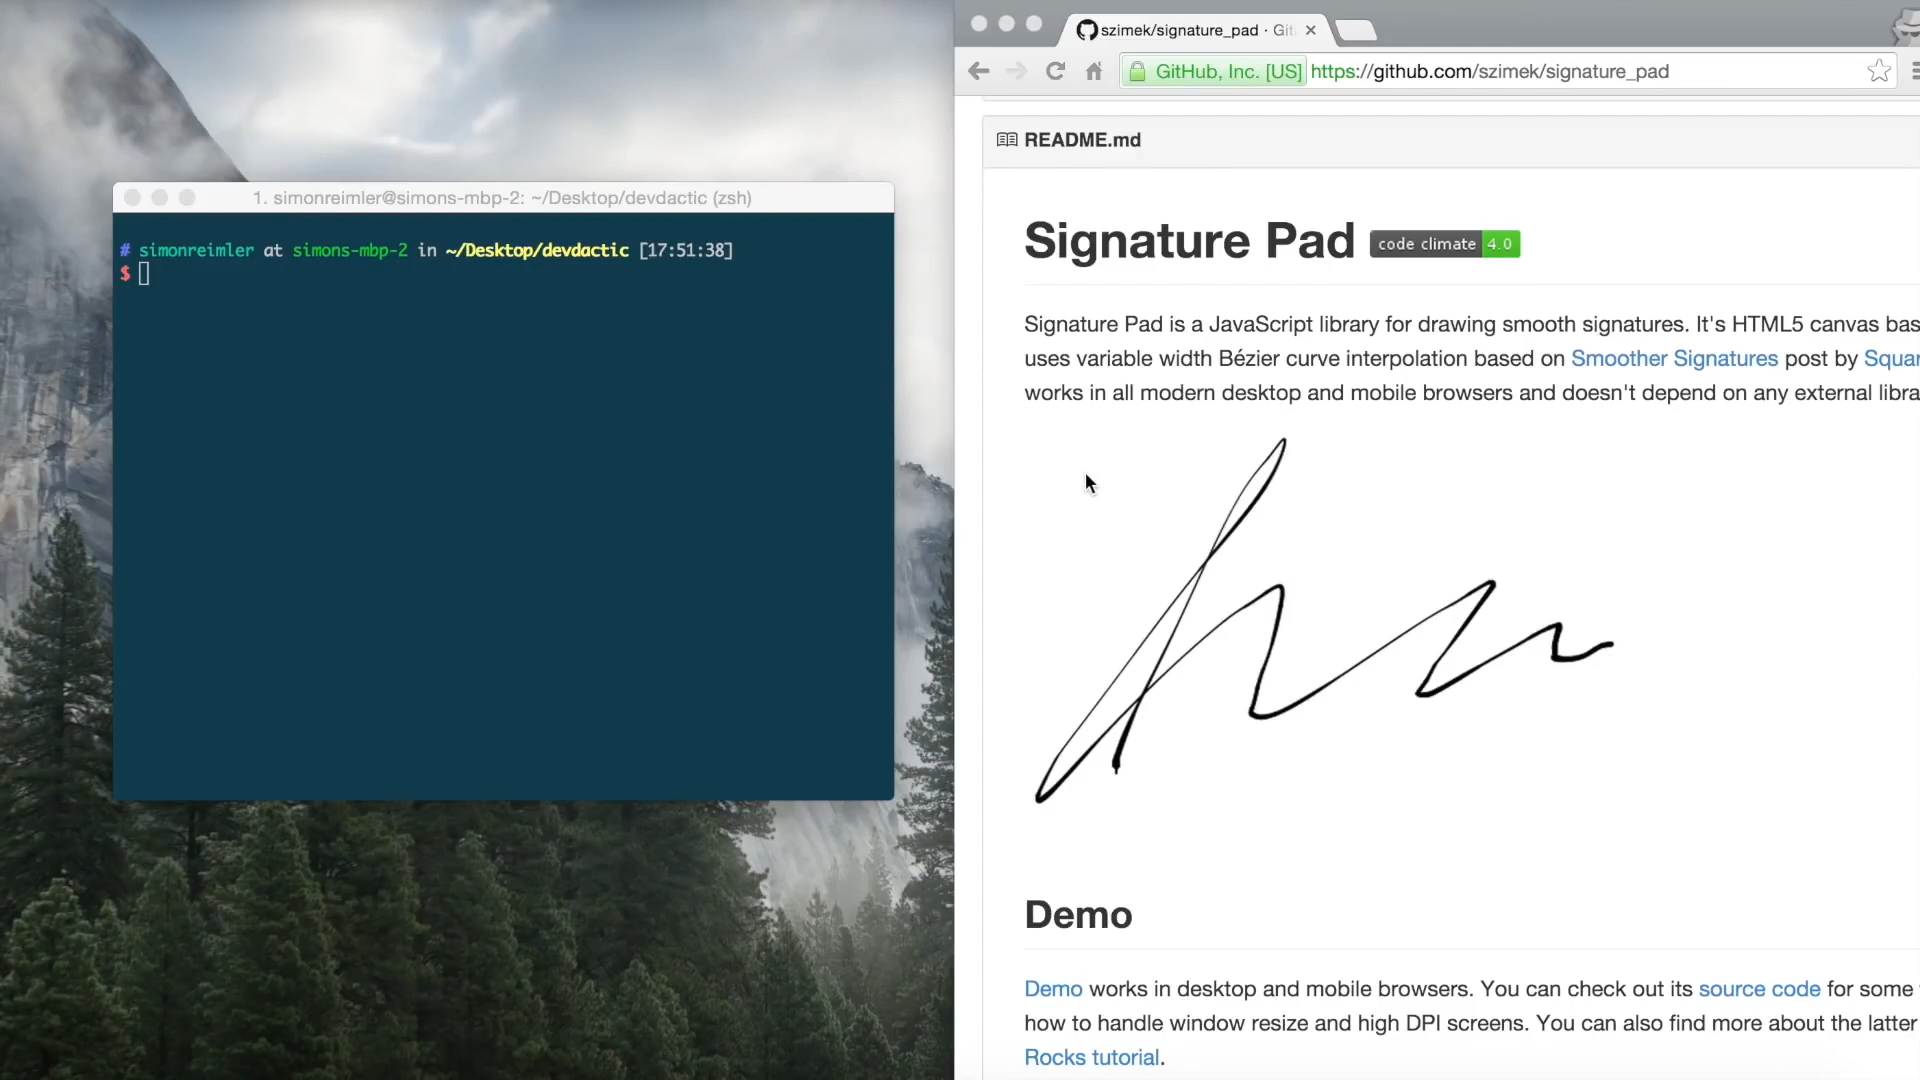 1. simonreimler@simons-mbp-2: ~/Desktop/devdactic (zsh)
# simonreimler at simons-mbp-2 in ~/Desktop/devdactic [17:51:38]
$
szimek/signature_pad · Git
GitHub, Inc. [US] https://github.com/szimek/signature_pad
README.md
Signature Pad code climate 4.0
Signature Pad is a JavaScript library for drawing smooth signatures. It's HTML5 canvas bas
uses variable width Bézier curve interpolation based on Smoother Signatures post by Squar
works in all modern desktop and mobile browsers and doesn't depend on any external libra
Demo
Demo works in desktop and mobile browsers. You can check out its source code for some
how to handle window resize and high DPI screens. You can also find more about the latter
Rocks tutorial.